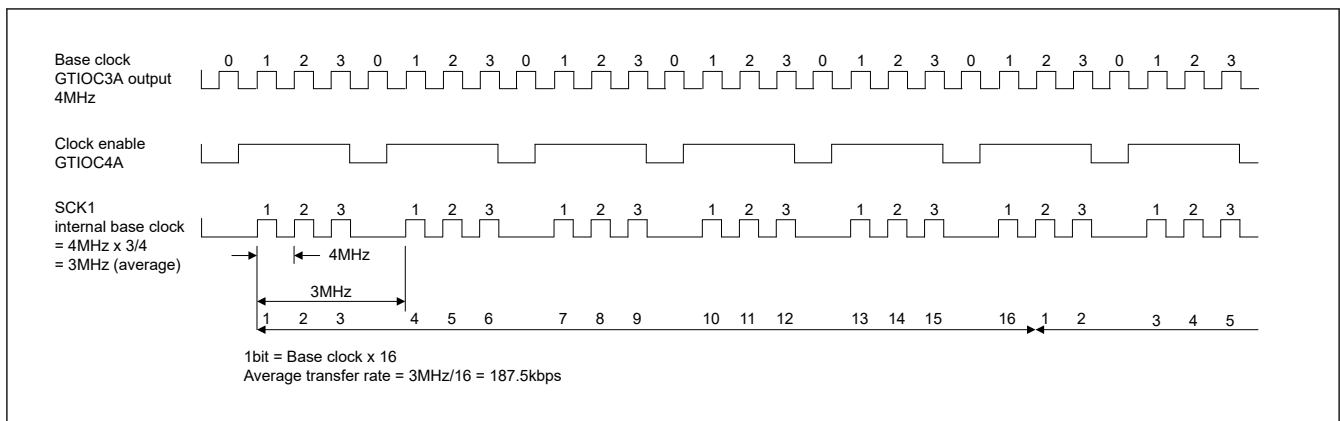 Base clock
GTIOC3A output
4MHz
0 1 2 3 0 1 2 3 0 1 2 3 0 1 2 3 0 1 2 3 0 1 2 3 0 1 2 3
Clock enable
GTIOC4A
SCK1
internal base clock
= 4MHz x 3/4
= 3MHz (average)
1 2 3 1 2 3 1 2 3 1 2 3 1 2 3 1 2 3 1 2 3
4MHz
3MHz
1 2 3 4 5 6 7 8 9 10 11 12 13 14 15 16 1 2 3 4 5
1bit = Base clock x 16
Average transfer rate = 3MHz/16 = 187.5kbps